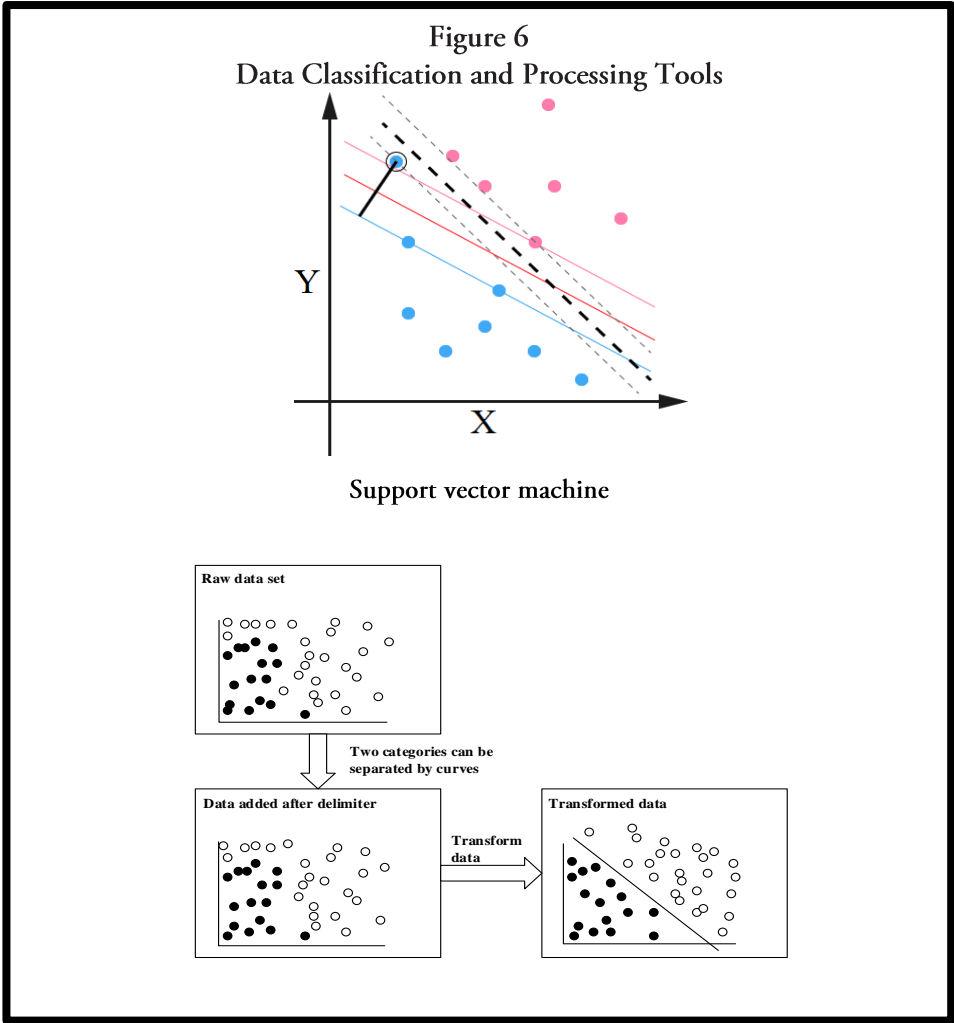 Figure 6
Data Classification and Processing Tools
Y
X
Support vector machine
Raw data set
Two categories can be
separated by curves
Data added after delimiter
Transform
data
Transformed data